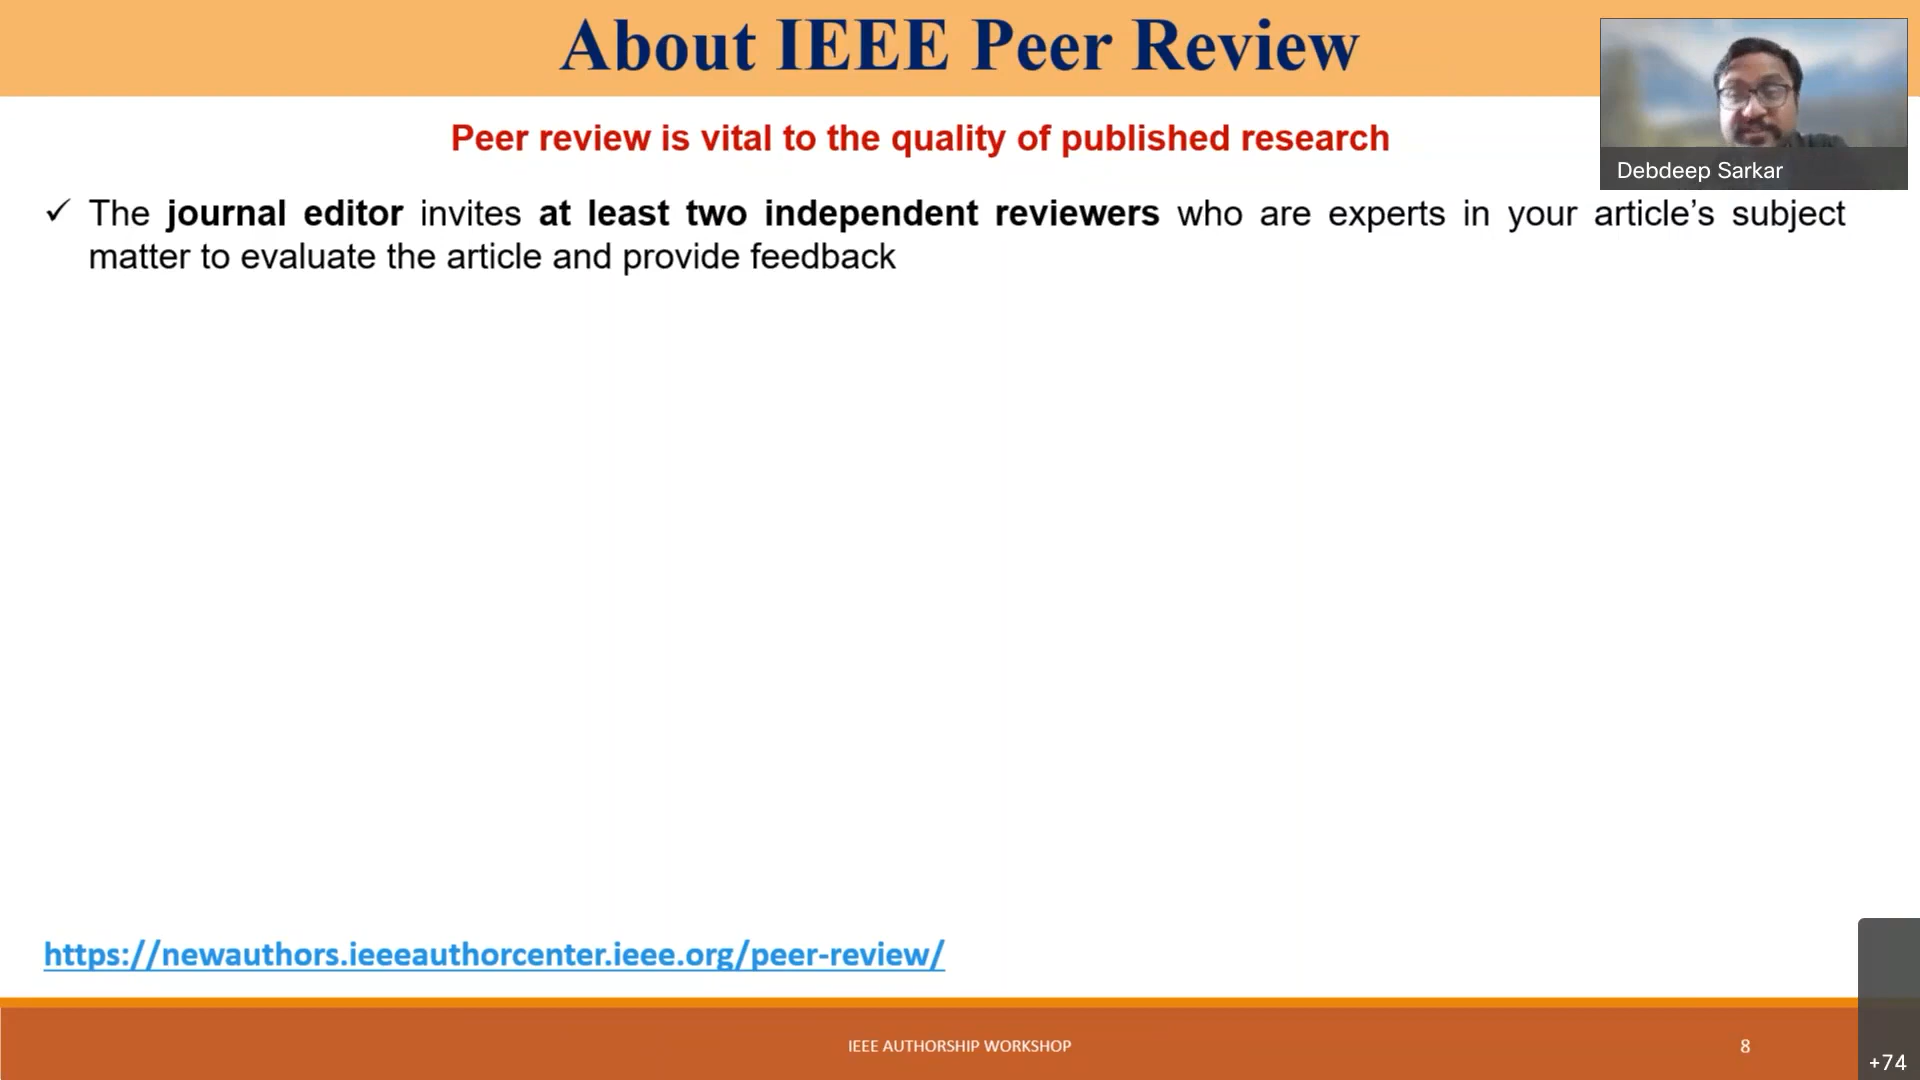 About IEEE Peer Review
Debdeep Sarkar
Peer review is vital to the quality of published research
✓ The journal editor invites at least two independent reviewers who are experts in your article’s subject
matter to evaluate the article and provide feedback
https://newauthors.ieeeauthorcenter.ieee.org/peer-review/
IEEE AUTHORSHIP WORKSHOP
8
+74